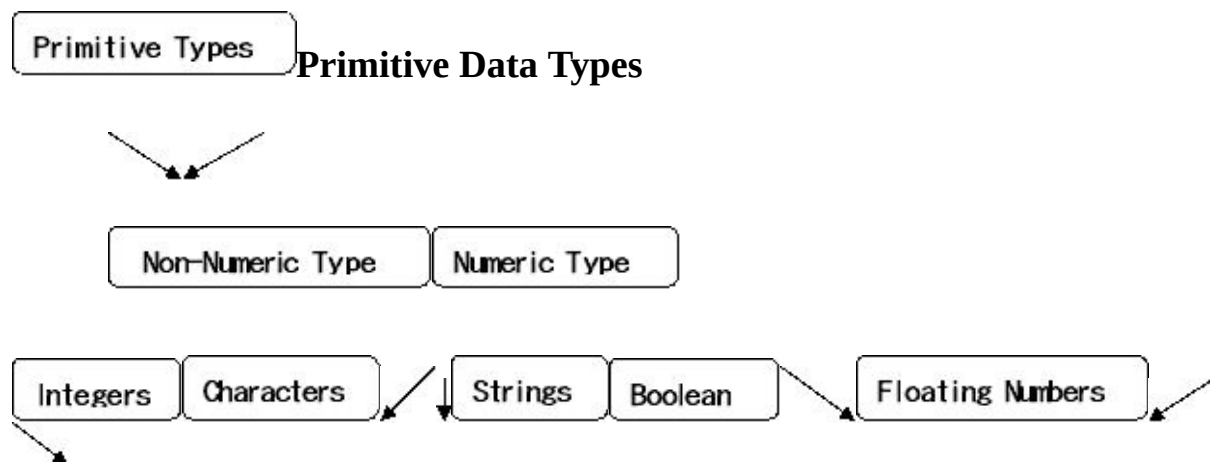 Primitive Types
Primitive Data Types
Non-Numeric Type Numeric Type
Integers Characters Strings Boolean Floating Numbers